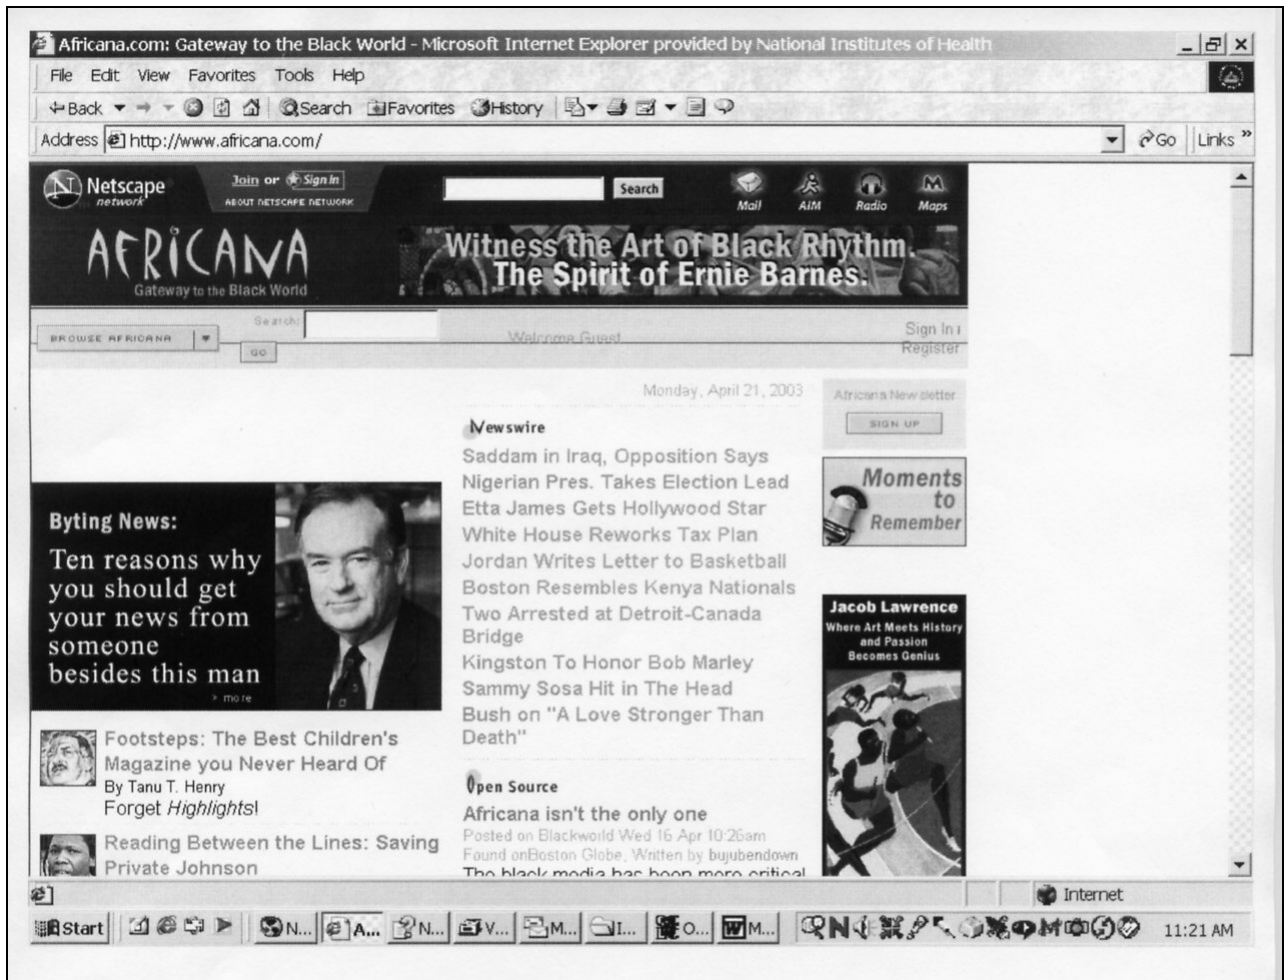 Africana.com: Gateway to the Black World - Microsoft Internet Explorer provided by National Institutes of Health
File Edit View Favorites Tools Help
Back Search Favorites History
Address http://www.africana.com/ Go Links »
N Netscape
network
Join or Sign In
ABOUT NETSCAPE NETWORK
Search
Mail AIM Radio Maps
AFRICANA
Gateway to the Black World
Witness the Art of Black Rhythm.
The Spirit of Ernie Barnes.
BROWSE AFRICANA
Search:
GO
Welcome Guest
Sign In
Register
Monday, April 21, 2003
Newswire
Saddam in Iraq, Opposition Says
Nigerian Pres. Takes Election Lead
Etta James Gets Hollywood Star
White House Reworks Tax Plan
Jordan Writes Letter to Basketball
Boston Resembles Kenya Nationals
Two Arrested at Detroit-Canada
Bridge
Kingston To Honor Bob Marley
Sammy Sosa Hit in The Head
Bush on "A Love Stronger Than
Death"
Open Source
Africana isn't the only one
Posted on Blackworld Wed 16 Apr 10:26am
Found onBoston Globe, Written by bujubendown
The black media has been more critical
Africana Newsletter
SIGN UP
Moments
to
Remember
Jacob Lawrence
Where Art Meets History
and Passion
Becomes Genius
Byting News:
Ten reasons why
you should get
your news from
someone
besides this man
> more
Footsteps: The Best Children's
Magazine you Never Heard Of
By Tanu T. Henry
Forget Highlights!
Reading Between the Lines: Saving
Private Johnson
Internet
Start N... A... N... V... M... I... O... M... 11:21 AM